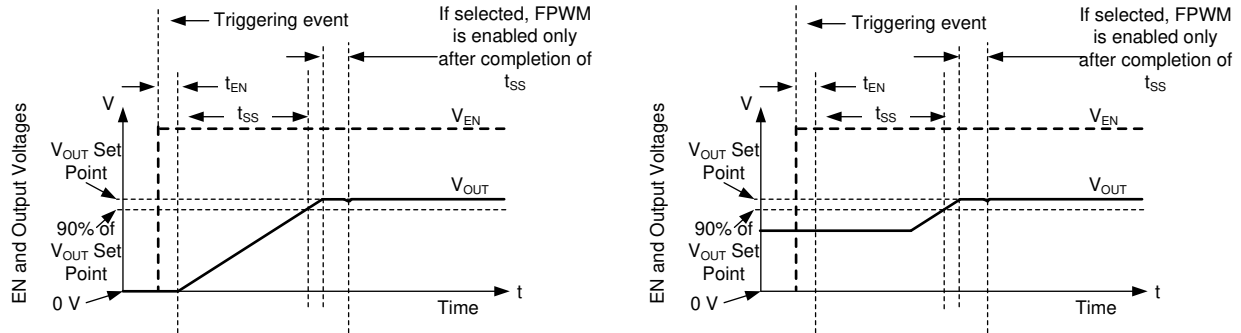 Triggering event
If selected, FPWM
is enabled only
after completion of
tSS
tEN
tSS
V
VEN
EN and Output Voltages
VOUT Set
Point
VOUT
90% of
VOUT Set
Point
0 V
Time
t
Triggering event
If selected, FPWM
is enabled only
after completion of
tSS
tEN
tSS
V
VEN
EN and Output Voltages
VOUT Set
Point
VOUT
90% of
VOUT Set
Point
0 V
Time
t